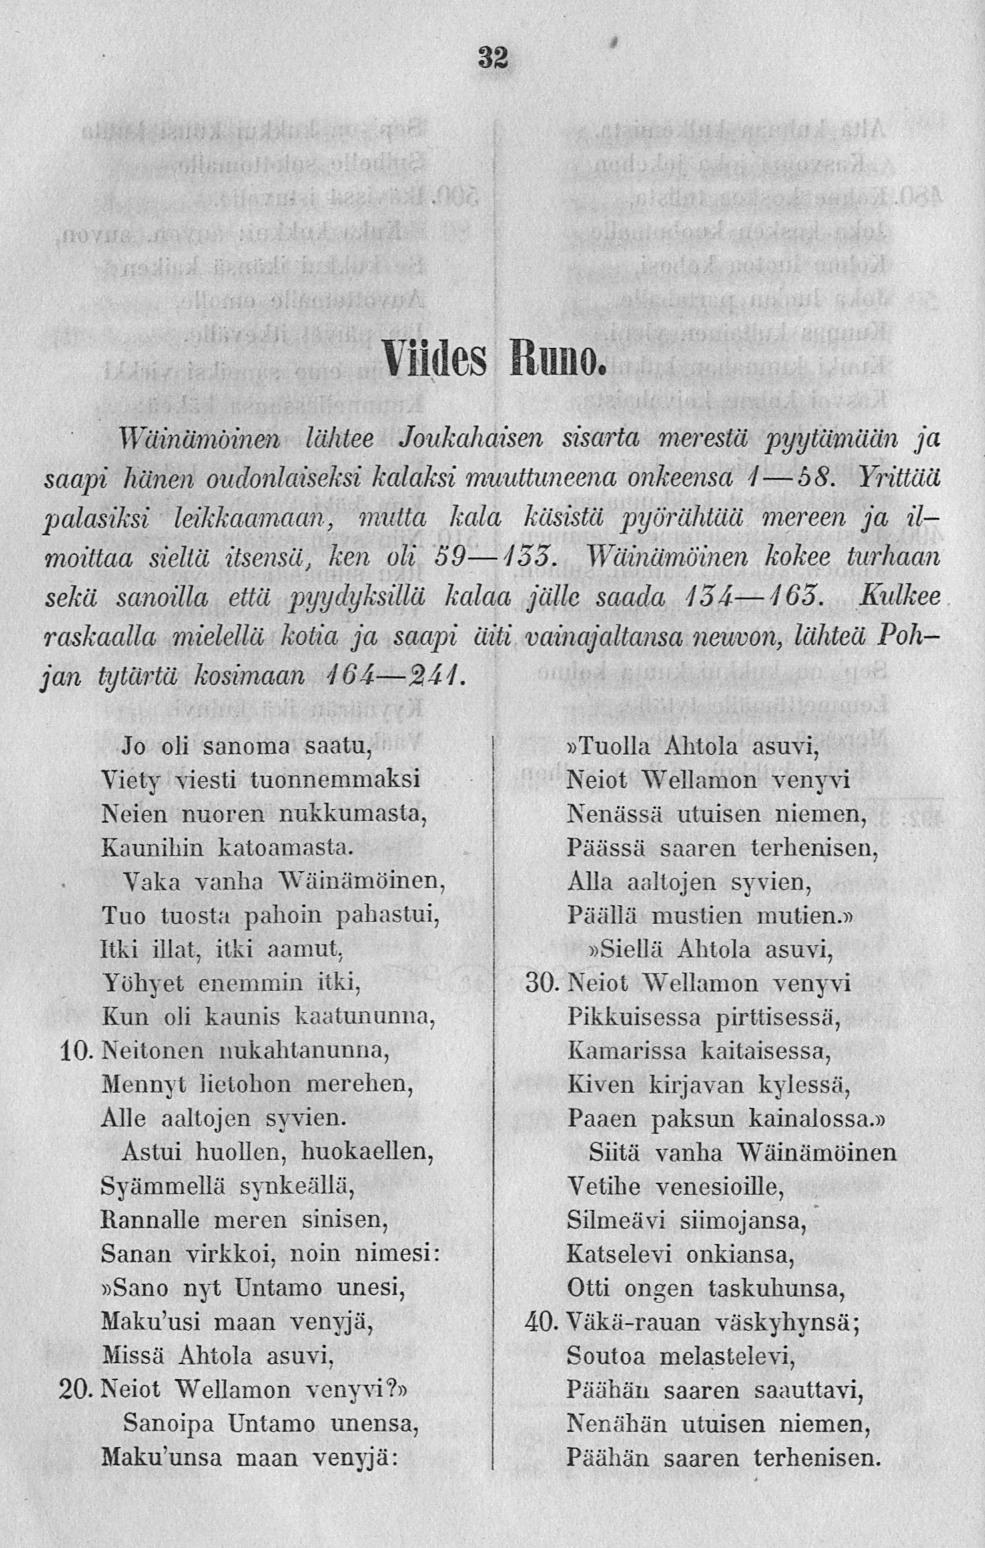 32
Viides Runo.
Wäinämöinen lähtee Joukahaisen sisarta merestä pyytämään ja
saapi hänen oudonlaiseksi kalaksi muuttuneena onkeensa 1—58. Yrittää
palasiksi leikkaamaan, mutta kala käsistä pyörähtää mereen ja il-
moittaa sieltä itsensä, ken oli 59—133. Wäinämöinen kokee turhaan
sekä sanoilla että pyydyksillä kalaa jälle saada 134—163. Kulkee
raskaalla mielellä kotia ja saapi äiti vainajaltansa neuvon, lähteä Poh-
jan tytärtä kosimaan 164—241.
Jo oli sanoma saatu,
Viety viesti tuonnemmaksi
Neien nuoren nukkumasta,
Kaunihin katoamasta.
Vaka vanha Wäinämöinen,
Tuo tuosta pahoin pahastui,
Itki illat, itki aamut,
Yöhyet enemmin itki,
Kun oli kaunis kaatununna,
10. Neitonen nukahtanunna,
Mennyt lietohon merehen,
Alle aaltojen syvien.
Astui huollen, huokaellen,
Syämmellä synkeällä,
Rannalle meren sinisen,
Sanan virkkoi, noin nimesi:
»Sano nyt Untamo unesi,
Maku'usi maan venyjä,
Missä Ahtola asuvi,
20. Neiot Wellamon venyvi?»
Sanoipa Untamo unensa,
Maku'unsa maan venyjä:
»Tuolla Ahtola asuvi,
Neiot Wellamon venyvi
Nenässä utuisen niemen,
Päässä saaren terhenisen,
Alla aaltojen syvien,
Päällä mustien mutien.»
»Siellä Ahtola asuvi,
30. Neiot Wellamon venyvi
Pikkuisessa pirttisessä,
Kamarissa kaitaisessa,
Kiven kirjavan kylessä,
Paaen paksun kainalossa.»
Siitä vanha Wäinämöinen
Vetihe venesioille,
Silmeävi siimojansa,
Katselevi onkiansa,
Otti ongen taskuhunsa,
40. Väkä-rauan väskyhynsä;
Soutoa melastelevi,
Päähän saaren saauttavi,
Nenähän utuisen niemen,
Päähän saaren terhenisen.